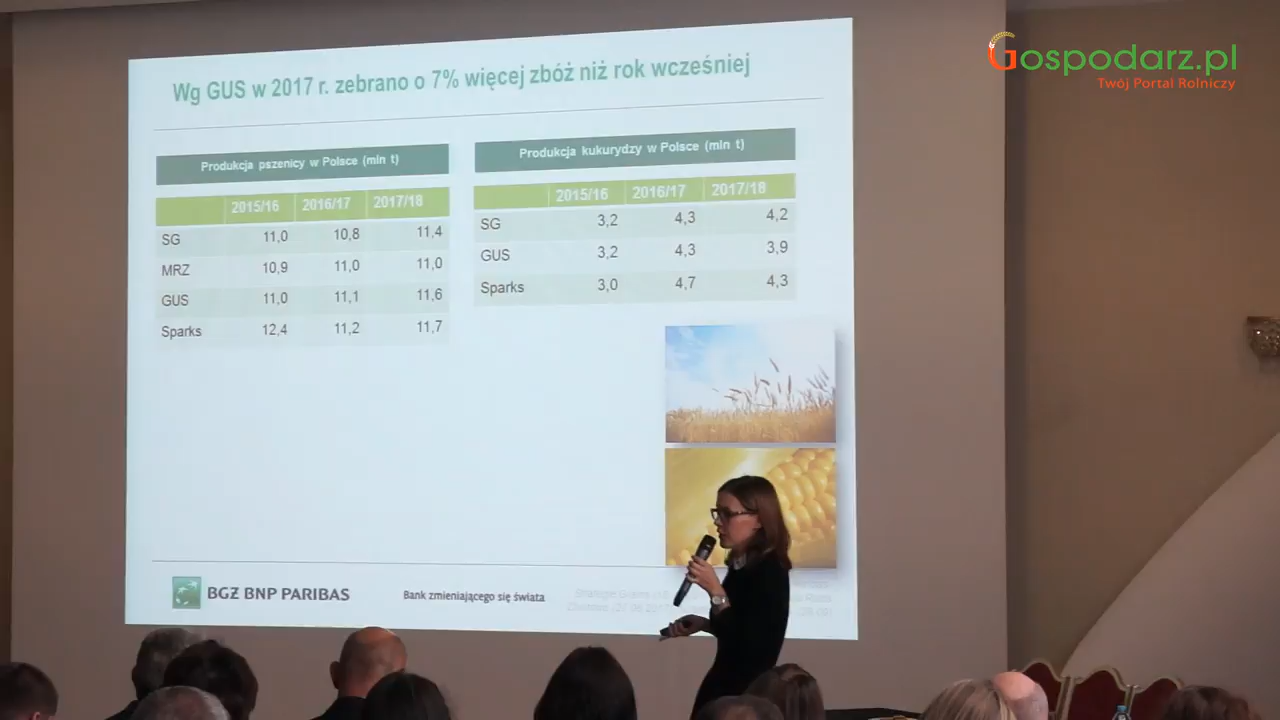 Gospodarz.pl
Twój Portal Rolniczy
Wg GUS w 2017 r. zebrano o 7% więcej zbóż niż rok wcześniej
Produkcja pszenicy w Polsce (mln t)
2015/16 2016/17 2017/18
SG 11,0 10,8 11,4
MRZ 10,9 11,0 11,0
GUS 11,0 11,1 11,6
Sparks 12,4 11,2 11,7
Produkcja kukurydzy w Polsce (mln t)
2015/16 2016/17 2017/18
SG 3,2 4,3 4,2
GUS 3,2 4,3 3,9
Sparks 3,0 4,7 4,3
BGŻ BNP PARIBAS
Bank zmieniającego się świata